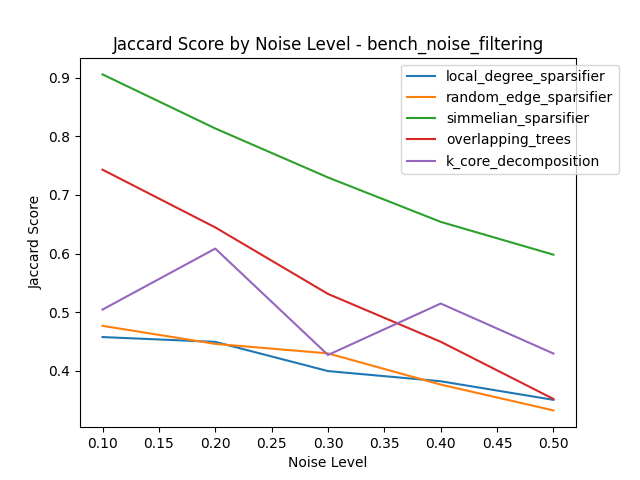 Jaccard Score by Noise Level - bench_noise_filtering
local_degree_sparsifier
random_edge_sparsifier
simmelian_sparsifier
overlapping_trees
k_core_decomposition
Jaccard Score
0.9
0.8
0.7
0.6
0.5
0.4
0.10
0.15
0.20
0.25
0.30
0.35
0.40
0.45
0.50
Noise Level